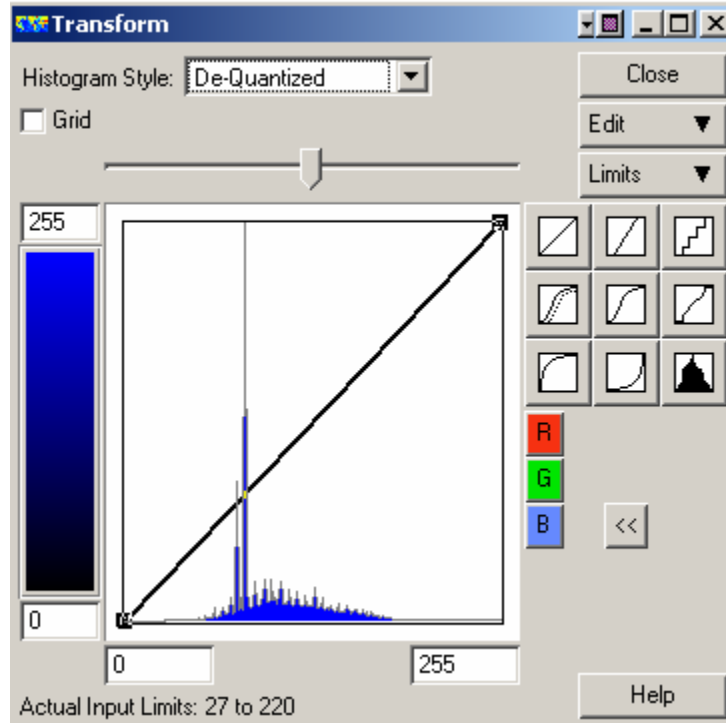 Transform
Histogram Style: De-Quantized
Close
Grid
Edit
Limits
255
R
G
B
<<
0
0 255
Actual Input Limits: 27 to 220
Help